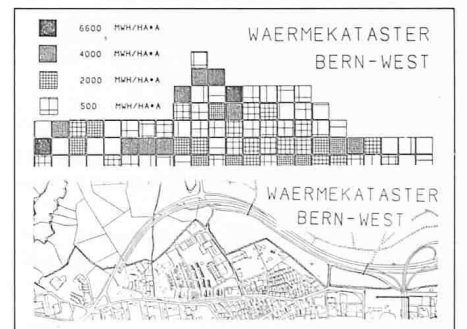 6600 MWH/HA•A
4000 MWH/HA•A
2000 MWH/HA•A
500 MWH/HA•A
WAERMEKATASTER
BERN-WEST
WAERMEKATASTER
BERN-WEST